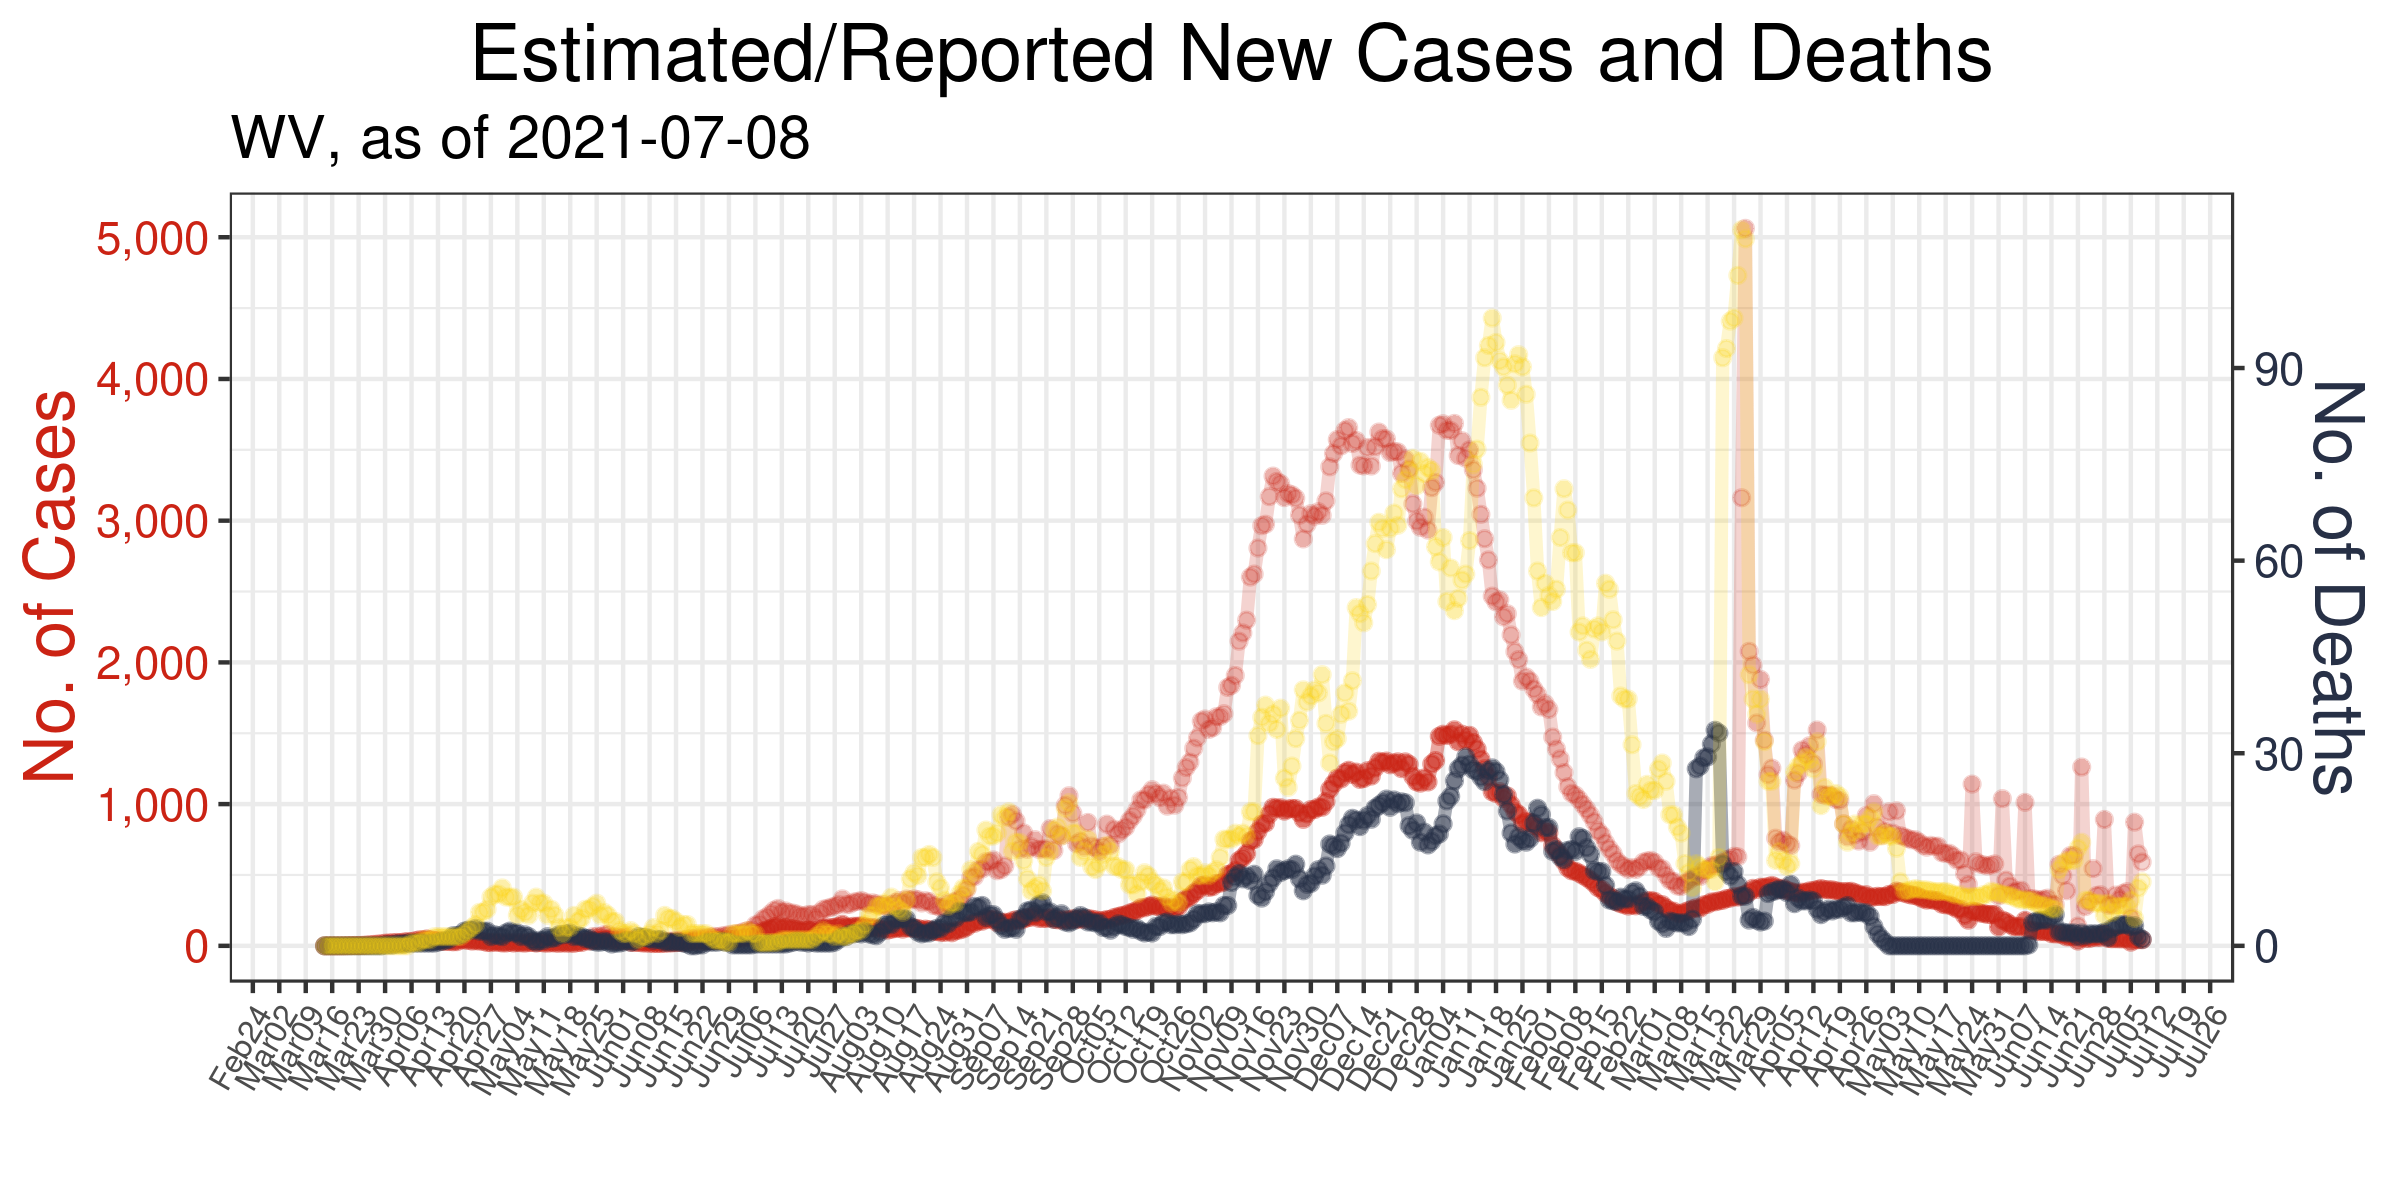 Estimated/Reported New Cases and Deaths
WV, as of 2021-07-08
No. of Cases
5,000
4,000
3,000
2,000
1,000
0
90
60
30
0
No. of Deaths
Feb24
Mar02
Mar09
Mar16
Mar23
Mar30
Apr06
Apr13
Apr20
Apr27
May04
May11
May18
May25
Jun01
Jun08
Jun15
Jun22
Jun29
Jul06
Jul13
Jul20
Jul27
Aug03
Aug10
Aug17
Aug24
Aug31
Sep07
Sep14
Sep21
Sep28
Oct05
Oct12
Oct19
Oct26
Nov02
Nov09
Nov16
Nov23
Nov30
Dec07
Dec14
Dec21
Dec28
Jan04
Jan11
Jan18
Jan25
Feb01
Feb08
Feb15
Feb22
Mar01
Mar08
Mar15
Mar22
Mar29
Apr05
Apr12
Apr19
Apr26
May03
May10
May17
May24
May31
Jun07
Jun14
Jun21
Jun28
Jul05
Jul12
Jul19
Jul26